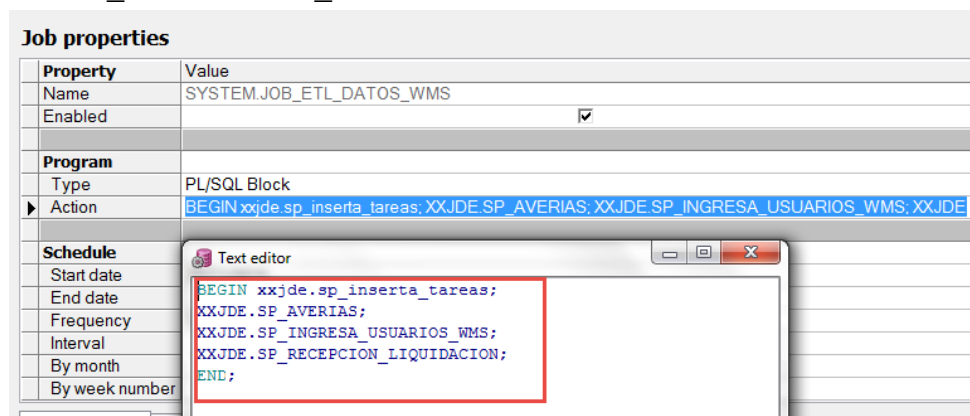 Job properties
Property Value
Name SYSTEM.JOB_ETL_DATOS_WMS
Enabled
Program
Type PL/SQL Block
Action BEGIN xxjde.sp_inserta_tareas; XXJDE.SP_AVERIAS; XXJDE.SP_INGRESA_USUARIOS_WMS; XXJDE
Schedule
Start date
End date
Frequency
Interval
By month
By week number
Text editor
BEGIN xxjde.sp_inserta_tareas;
XXJDE.SP_AVERIAS;
XXJDE.SP_INGRESA_USUARIOS_WMS;
XXJDE.SP_RECEPCION_LIQUIDACION;
END;